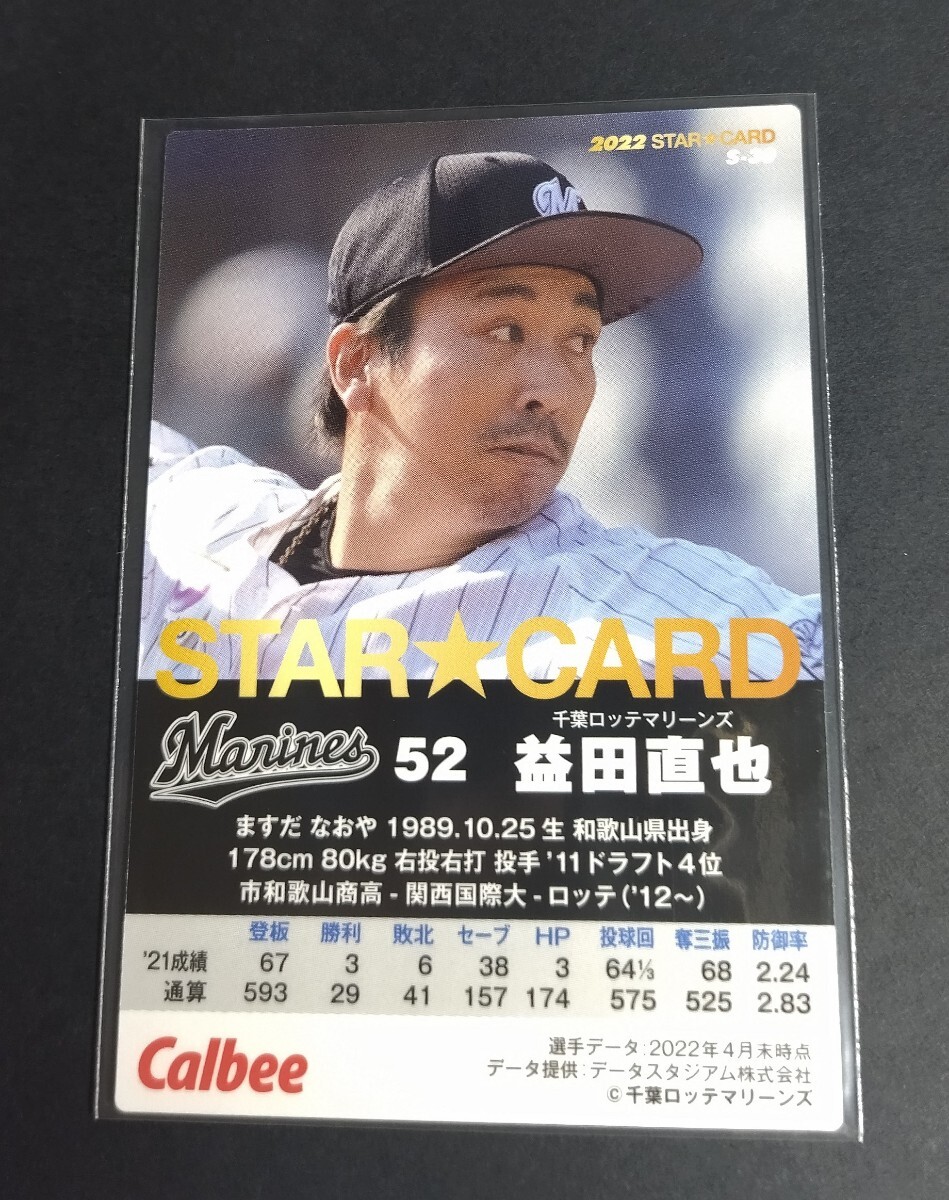 2022 STAR★CARD
M
STAR★CARD
千葉ロッテマリーンズ
Marines 52 益田直也
ますだ なおや 1989.10.25生 和歌山県出身
178cm 80kg 右投右打 投手 '11ドラフト4位
市和歌山商高 - 関西国際大 - ロッテ('12〜)
登板 勝利 敗北 セーブ HP 投球回 奪三振 防御率
'21成績 67 3 6 38 3 64⅓ 68 2.24
通算 593 29 41 157 174 575 525 2.83
Calbee
選手データ:2022年4月末時点
データ提供:データスタジアム株式会社
©千葉ロッテマリーンズ